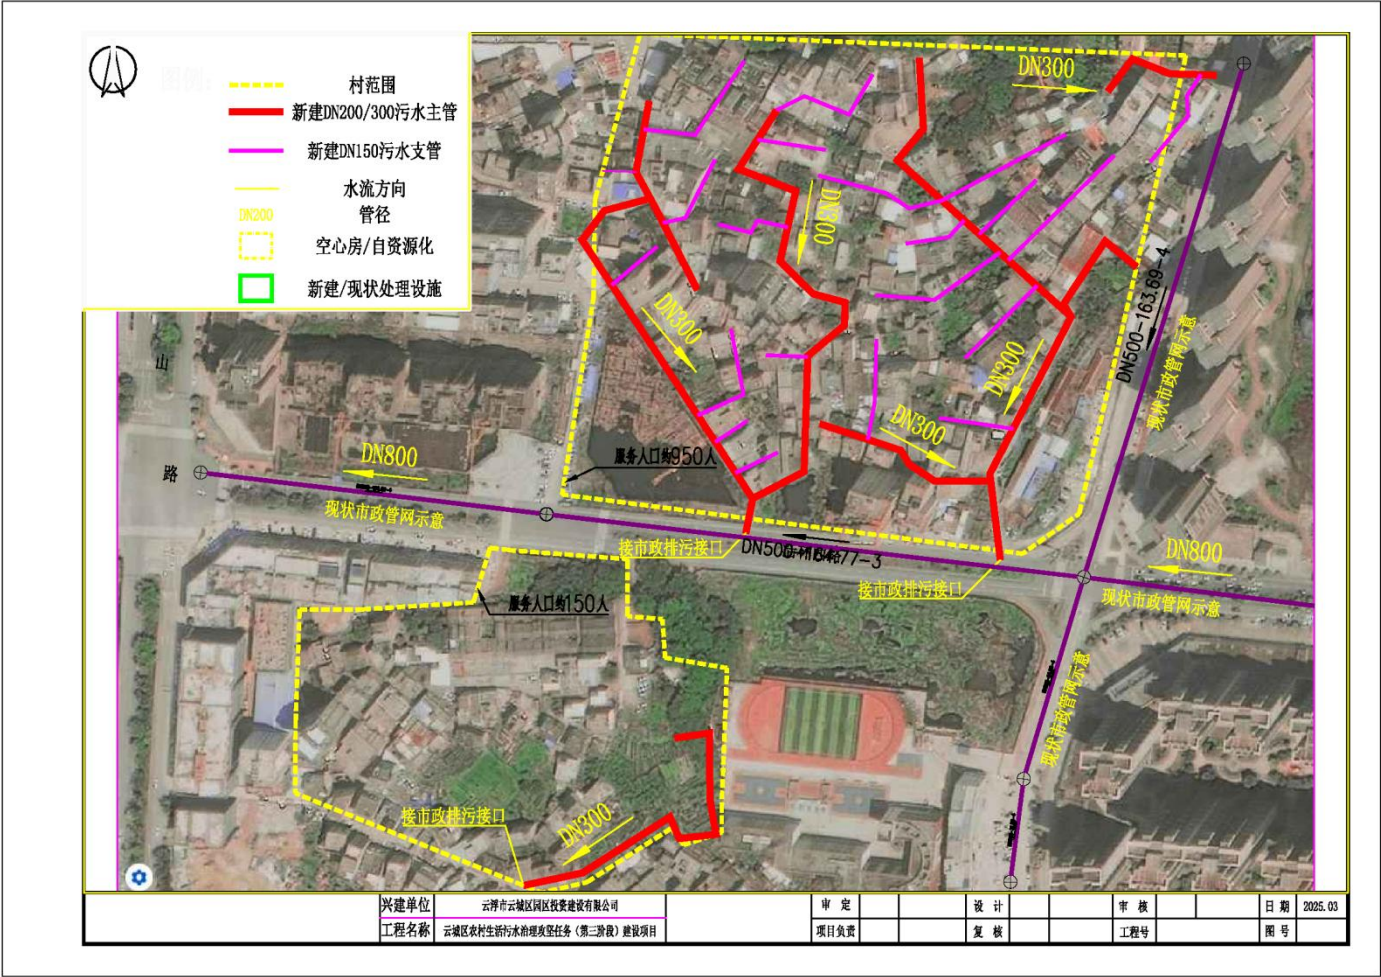 村范围
新建DN200/300污水主管
新建DN150污水支管
水流方向
DN200
管径
空心房/自资源化
新建/现状处理设施
DN300
DN300
DN300
DN300
DN300
DN500-163.69-4
现状市政管网示意
山
路
DN800
现状市政管网示意
服务人口约950人
接市政排污接口
接市政排污接口
DN800
现状市政管网示意
服务人口约150人
现状市政管网示意
接市政排污接口
DN300
兴建单位 云浮市云城区园区投资建设有限公司 审 定 设 计 审 核 日 期 2025.03
工程名称 云城区农村生活污水治理攻坚任务（第三阶段）建设项目 项目负责 复 核 工程号 图 号